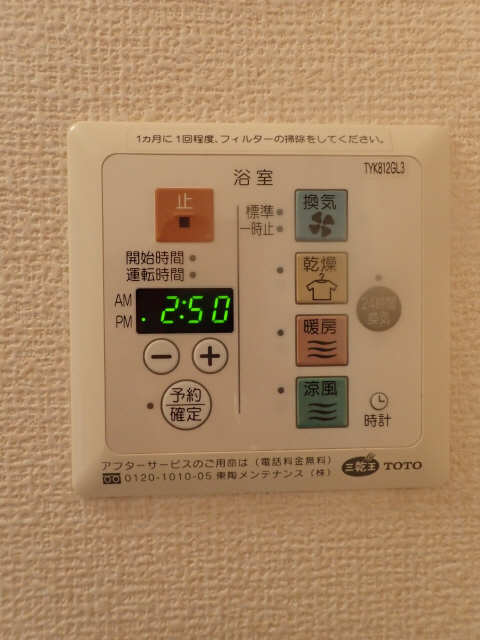 1ヵ月に1回程度、フィルターの掃除をしてください。
TYK812GL3
浴室
止
換気
標準
一時止
開始時間
運転時間
乾燥
AM
PM
2:50
24時間
換気
暖房
予約
確定
涼風
時計
アフターサービスのご用命は（電話料金無料）
0120-1010-05 東陶メンテナンス（株）
三乾王 TOTO